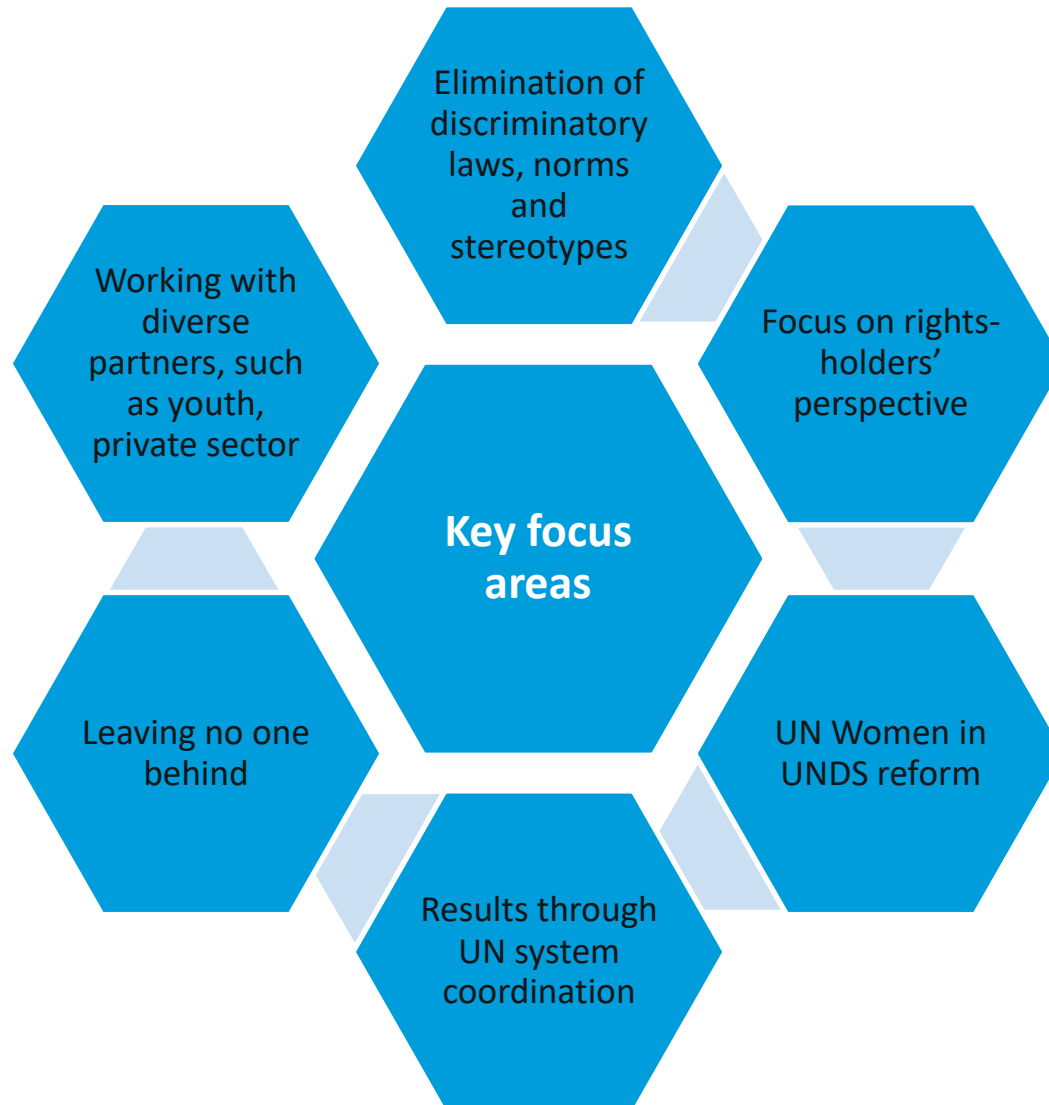 Elimination of
discriminatory
laws, norms
and
stereotypes
Focus on rights-
holders’
perspective
UN Women in
UNDS reform
Results through
UN system
coordination
Leaving no one
behind
Working with
diverse
partners, such
as youth,
private sector
Key focus
areas